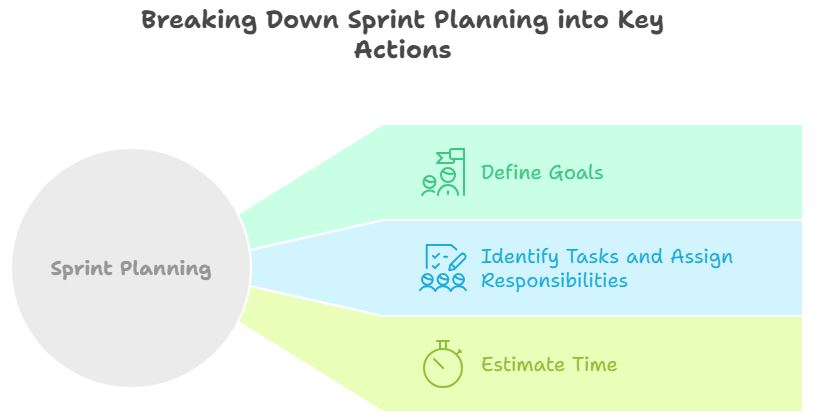 Breaking Down Sprint Planning into Key
Actions
Sprint Planning
Define Goals
Identify Tasks and Assign
Responsibilities
Estimate Time